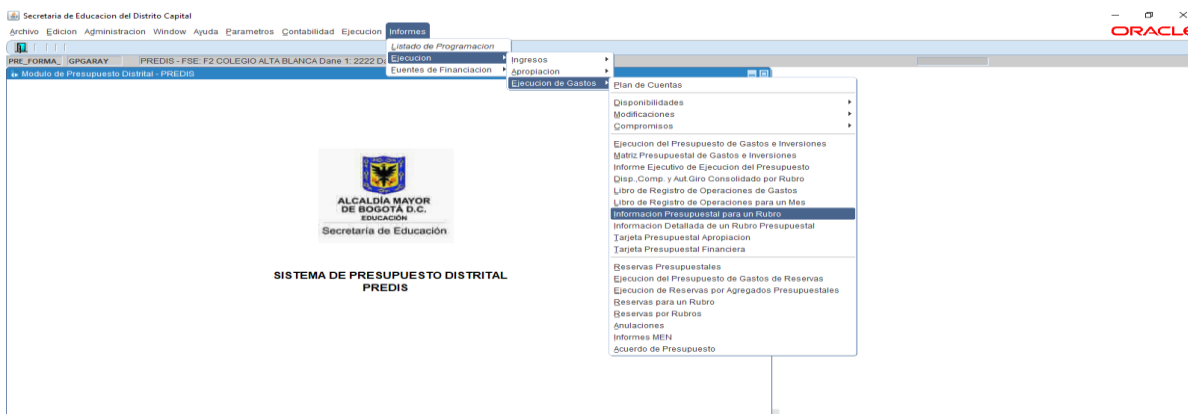 Secretaria de Educacion del Distrito Capital
Archivo Edicion Administracion Window Ayuda Parametros Contabilidad Ejecucion Informes
ORACLE
Listado de Programacion
PRE_FORMA_ GPGARAY PREDIS - FSE: F2 COLEGIO ALTA BLANCA Dane 1: 2222
Ejecucion
Fuentes de Financiacion
Modulo de Presupuesto Distrital - PREDIS
Ingresos
Apropiacion
Ejecucion de Gastos
Plan de Cuentas
Disponibilidades
Modificaciones
Compromisos
Ejecucion del Presupuesto de Gastos e Inversiones
Matriz Presupuestal de Gastos e Inversiones
Informe Ejecutivo de Ejecucion del Presupuesto
Disp.,Comp. y Aut.Giro Consolidado por Rubro
Libro de Registro de Operaciones de Gastos
Libro de Registro de Operaciones para un Mes
Informacion Presupuestal para un Rubro
Informacion Detallada de un Rubro Presupuestal
Tarjeta Presupuestal Apropiacion
Tarjeta Presupuestal Financiera
Reservas Presupuestales
Ejecucion del Presupuesto de Gastos de Reservas
Ejecucion de Reservas por Agregados Presupuestales
Reservas para un Rubro
Reservas por Rubros
Anulaciones
Informes MEN
Acuerdo de Presupuesto
ALCALDÍA MAYOR
DE BOGOTÁ D.C.
EDUCACIÓN
Secretaría de Educación
SISTEMA DE PRESUPUESTO DISTRITAL
PREDIS